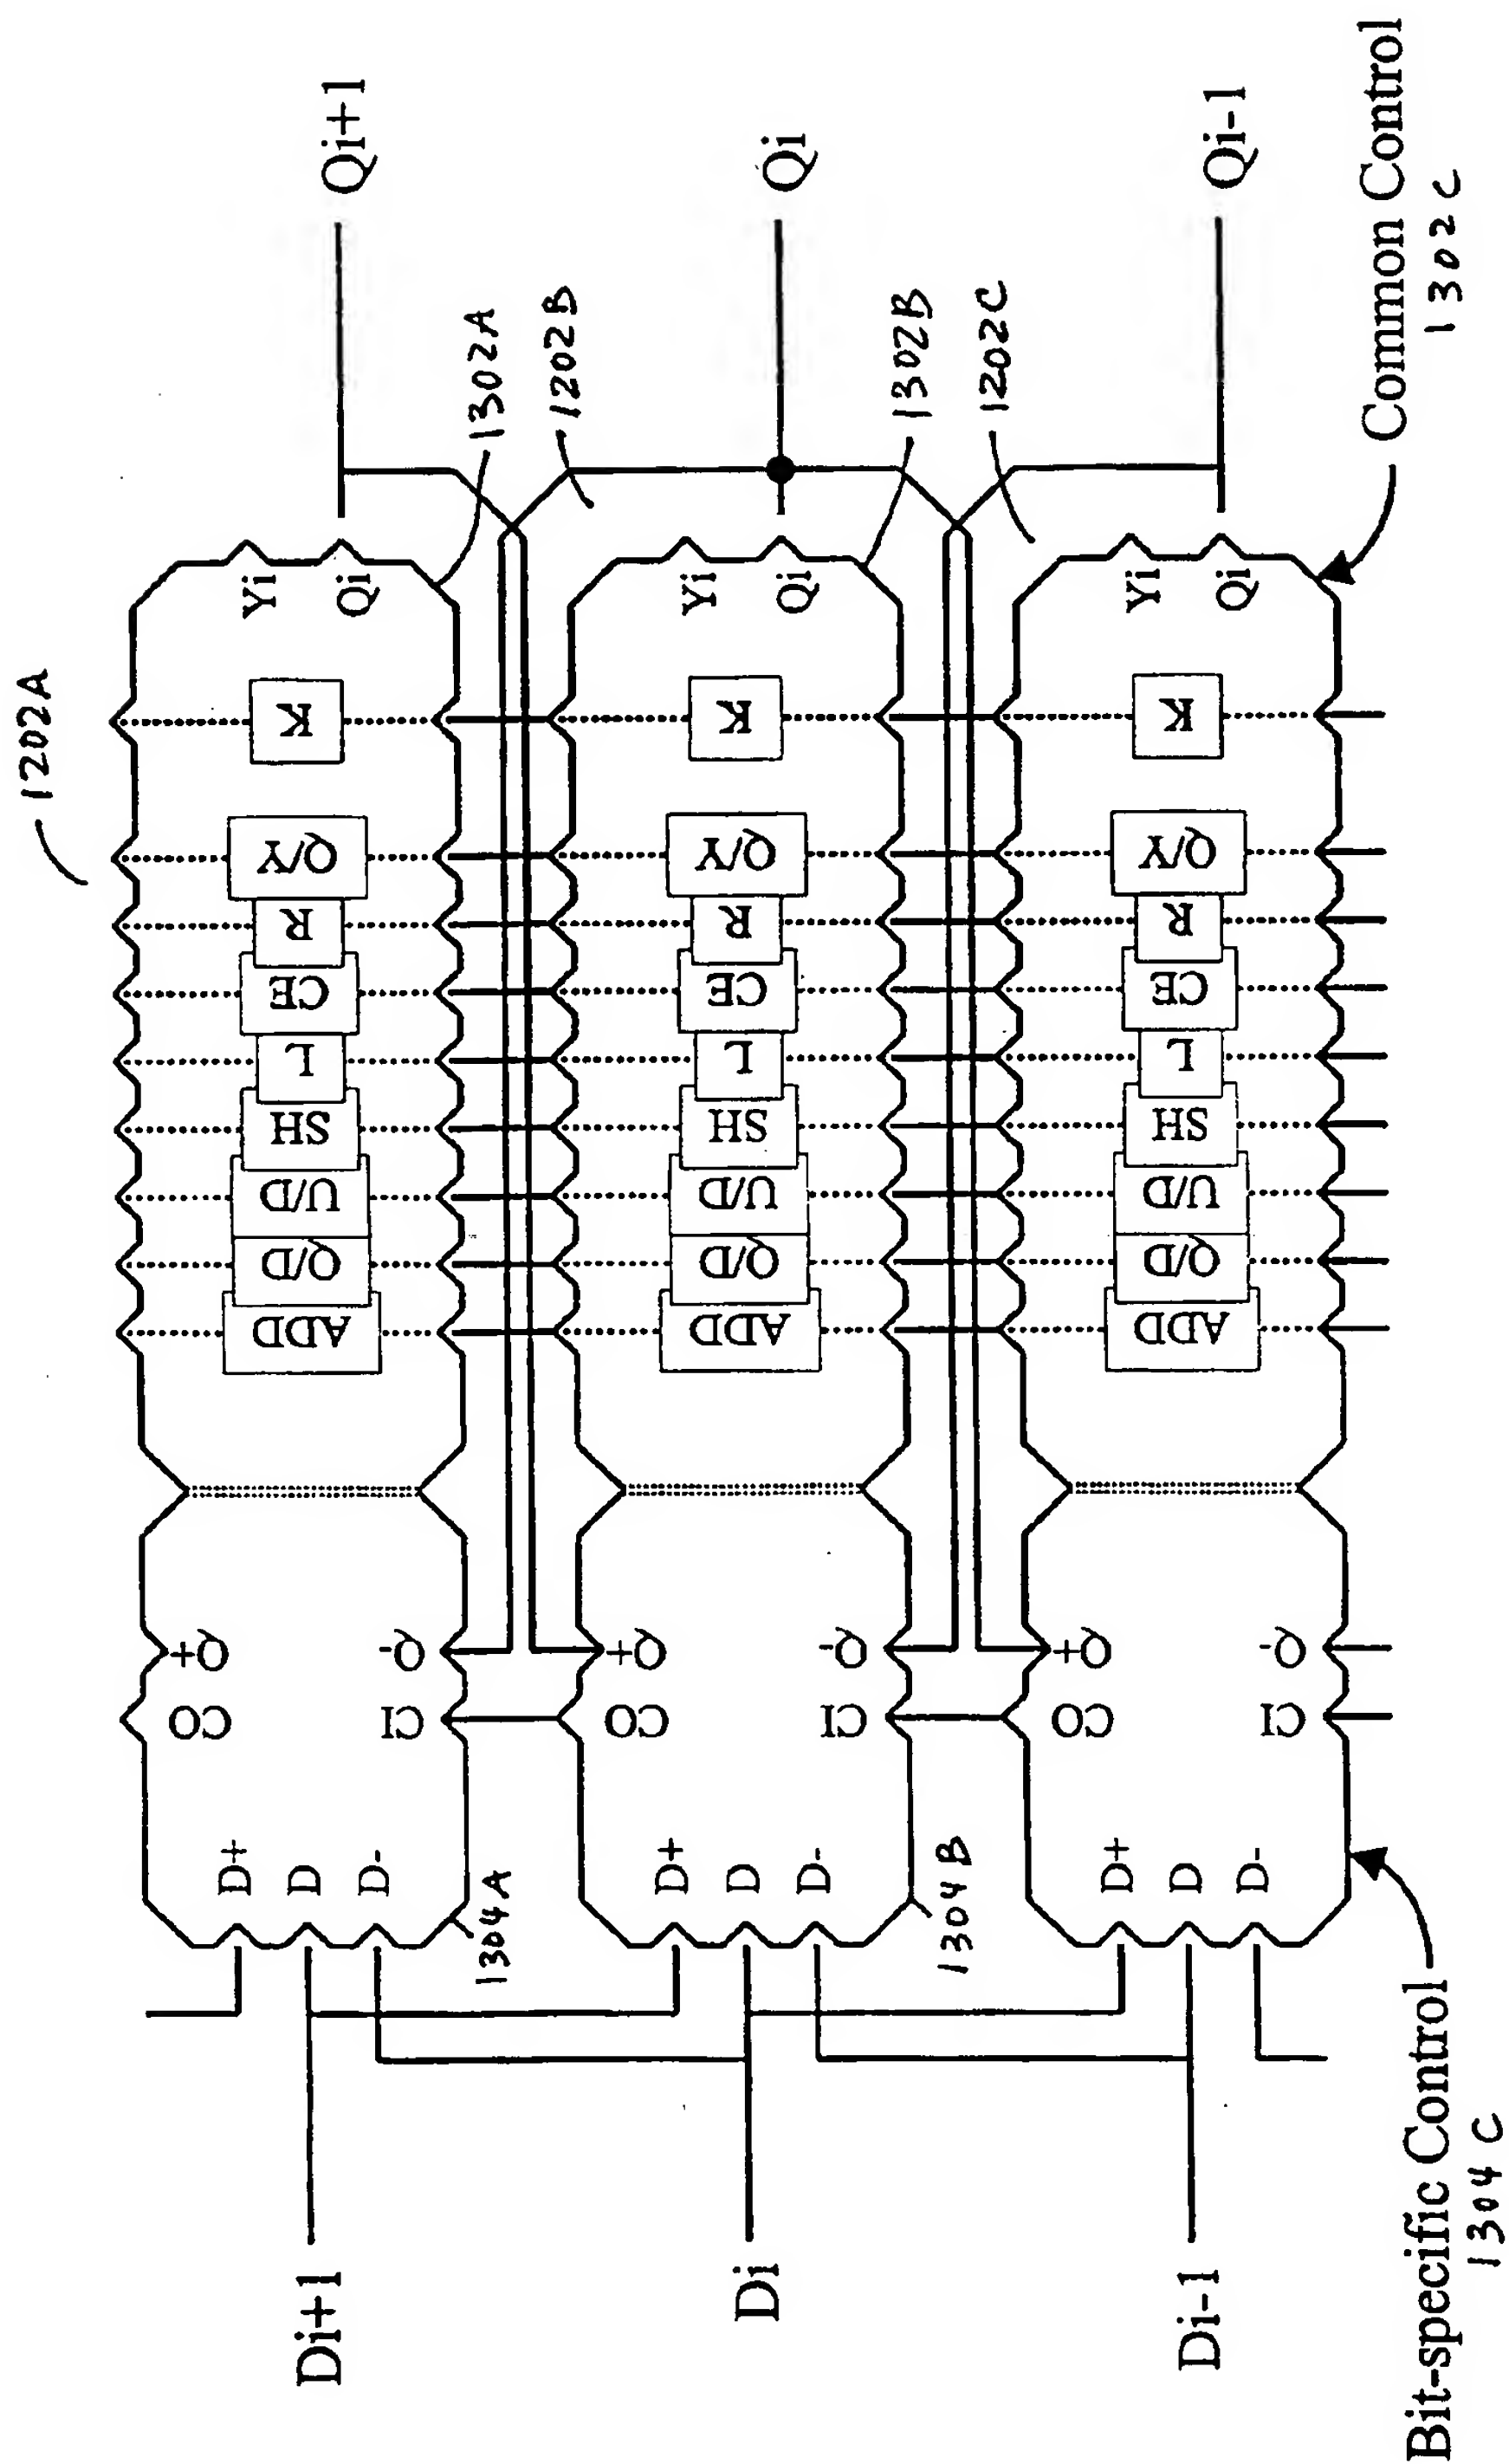 1202A
Di+1
D+
D
D-
CO
Q+
CI
Q-
ADD
Q/D
U/D
SH
L
CE
R
Q/Y
K
Yi
Qi
Qi+1
1304A
1302A
1202B
Di
D+
D
D-
CO
Q+
CI
Q-
ADD
Q/D
U/D
SH
L
CE
R
Q/Y
K
Yi
Qi
Qi
1304B
1302B
1202C
Di-1
D+
D
D-
CO
Q+
CI
Q-
ADD
Q/D
U/D
SH
L
CE
R
Q/Y
K
Yi
Qi
Qi-1
Bit-specific Control
1304C
Common Control
1302C